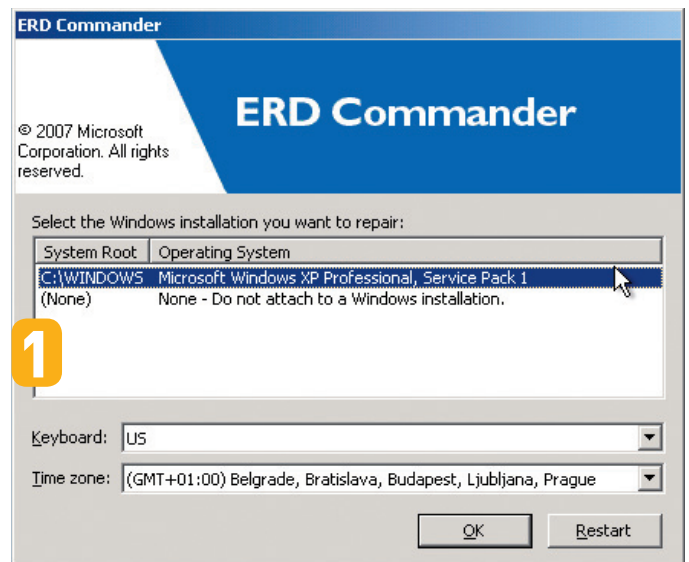 ERD Commander
ERD Commander
© 2007 Microsoft
Corporation. All rights
reserved.
Select the Windows installation you want to repair:
System Root Operating System
C:\WINDOWS Microsoft Windows XP Professional, Service Pack 1
(None) None - Do not attach to a Windows installation.
1
Keyboard: US
Time zone: (GMT+01:00) Belgrade, Bratislava, Budapest, Ljubljana, Prague
OK Restart